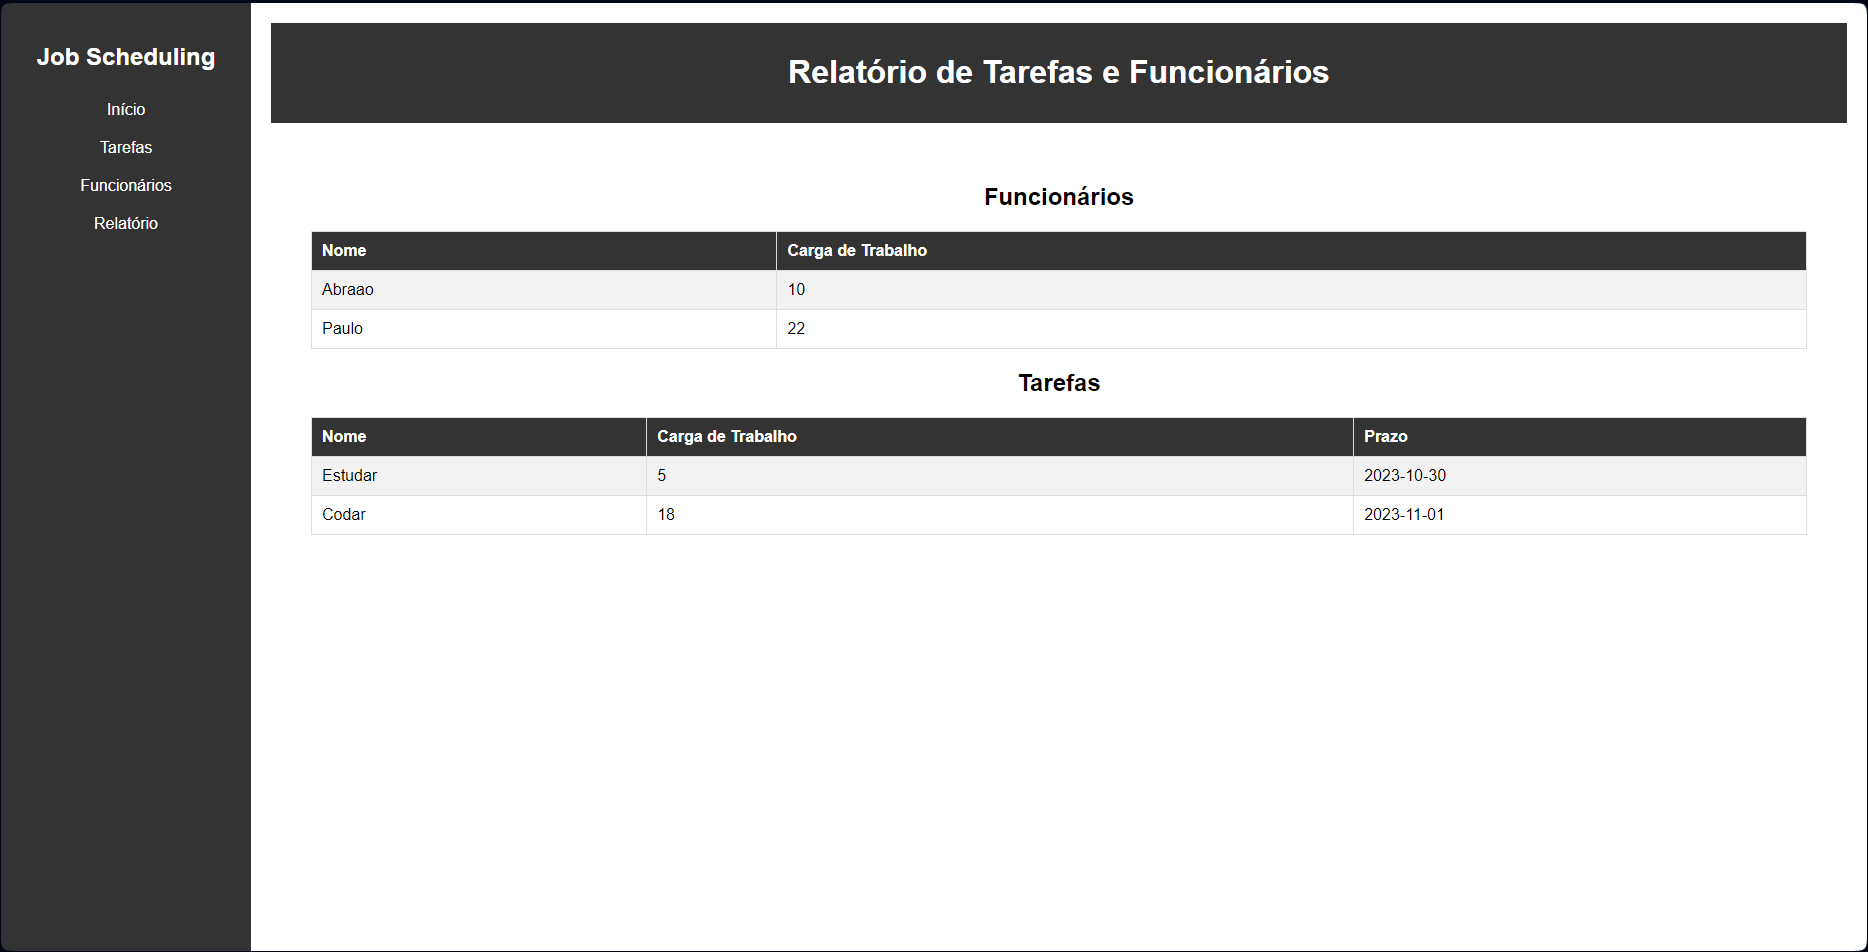 Job Scheduling
Início
Tarefas
Funcionários
Relatório
Relatório de Tarefas e Funcionários
Funcionários
Nome Carga de Trabalho
Abraao 10
Paulo 22
Tarefas
Nome Carga de Trabalho Prazo
Estudar 5 2023-10-30
Codar 18 2023-11-01